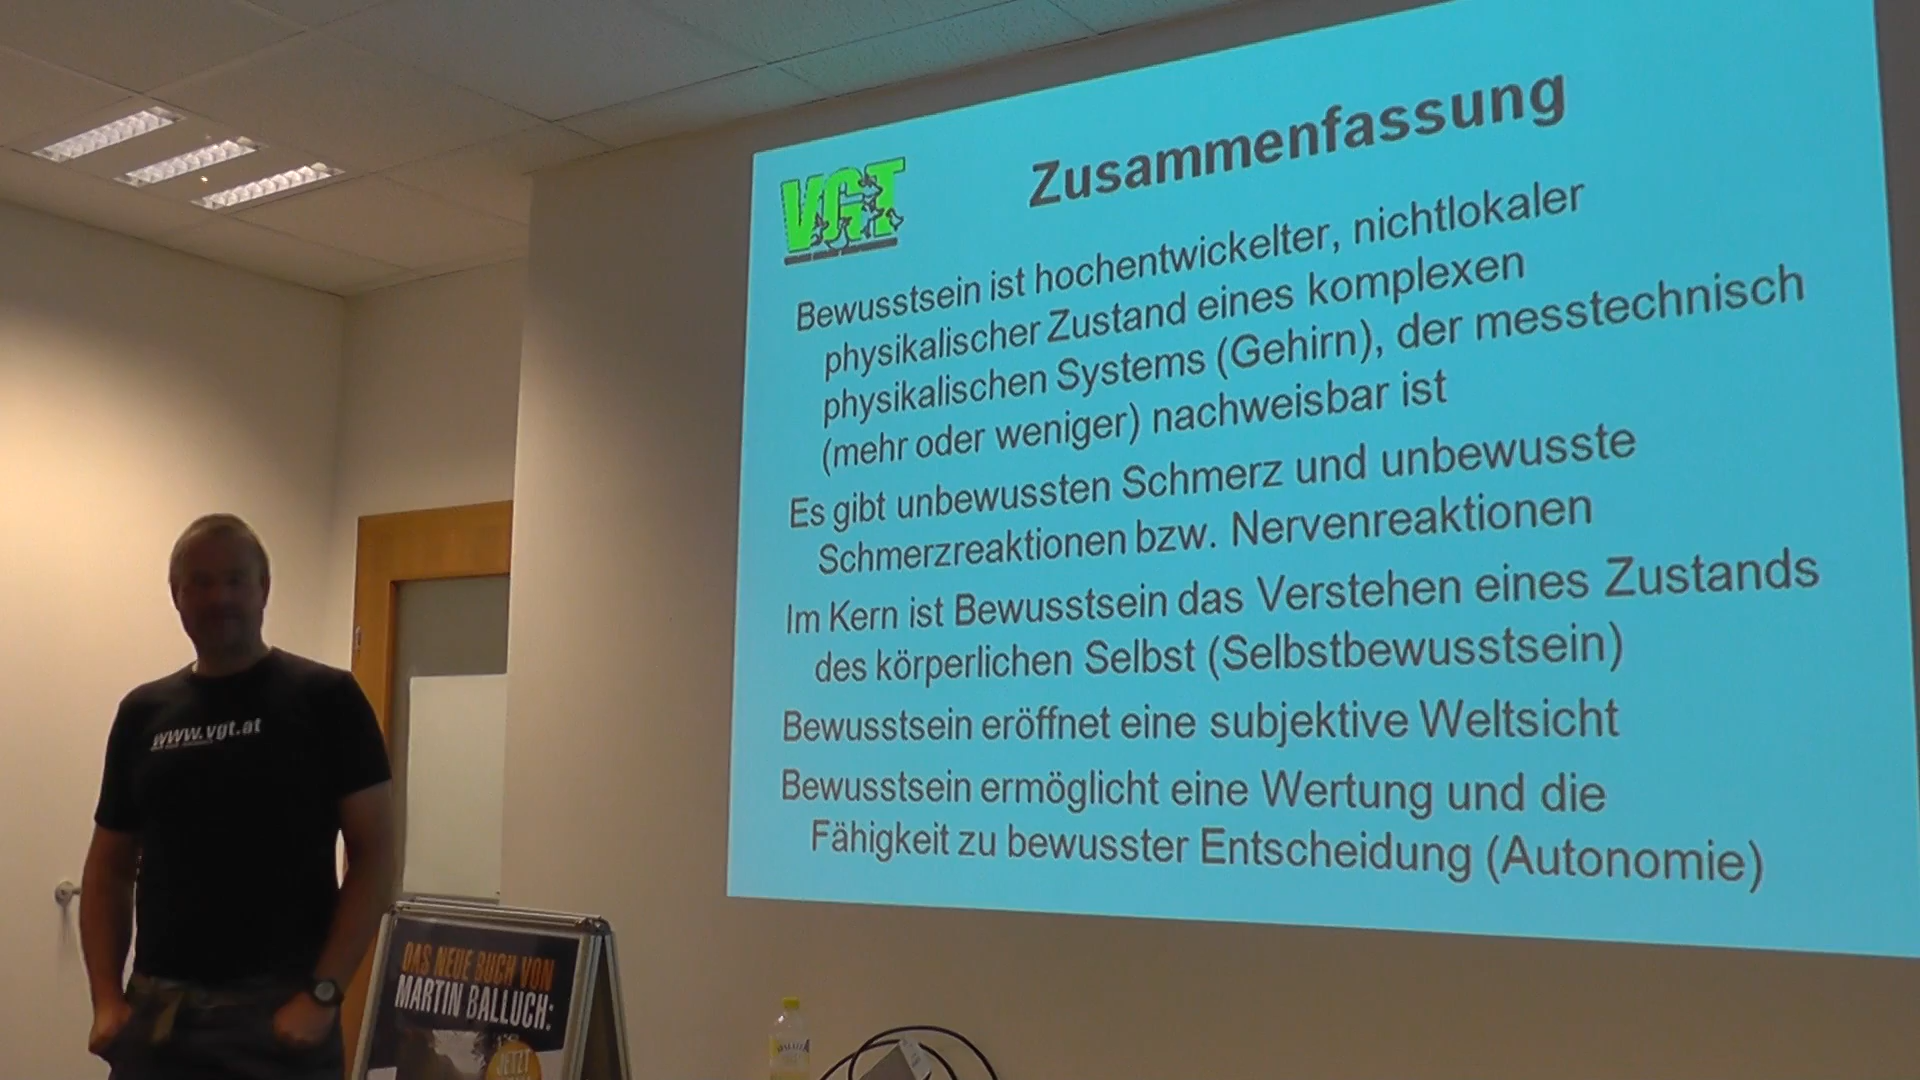 VGT
Zusammenfassung
Bewusstsein ist hochentwickelter, nichtlokaler
physikalischer Zustand eines komplexen
physikalischen Systems (Gehirn), der messtechnisch
(mehr oder weniger) nachweisbar ist
Es gibt unbewussten Schmerz und unbewusste
Schmerzreaktionen bzw. Nervenreaktionen
Im Kern ist Bewusstsein das Verstehen eines Zustands
des körperlichen Selbst (Selbstbewusstsein)
Bewusstsein eröffnet eine subjektive Weltsicht
Bewusstsein ermöglicht eine Wertung und die
Fähigkeit zu bewusster Entscheidung (Autonomie)
www.vgt.at
DAS NEUE BUCH VON
MARTIN BALLUCH:
JETZT